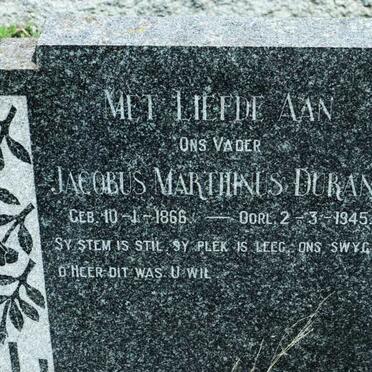 MET LIEFDE AAN
ONS VADER
JACOBUS MARTHINUS DURAN
GEB. 10-1-1866 — OORL. 2-3-1945.
SY STEM IS STIL, SY PLEK IS LEEG, ONS SWYG
O HEER DIT WAS U WIL